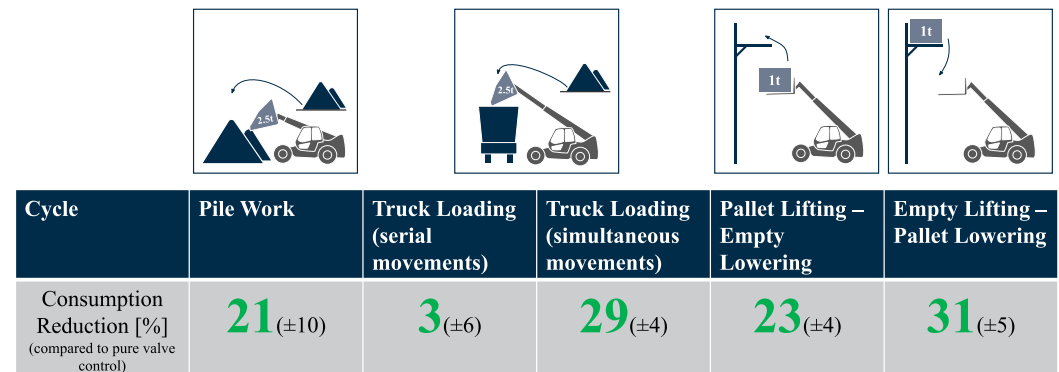 2.5t
2.5t
1t
1t
Cycle
Pile Work
Truck Loading
(serial
movements)
Truck Loading
(simultaneous
movements)
Pallet Lifting –
Empty
Lowering
Empty Lifting –
Pallet Lowering
Consumption
Reduction [%]
(compared to pure valve
control)
21(±10)
3(±6)
29(±4)
23(±4)
31(±5)